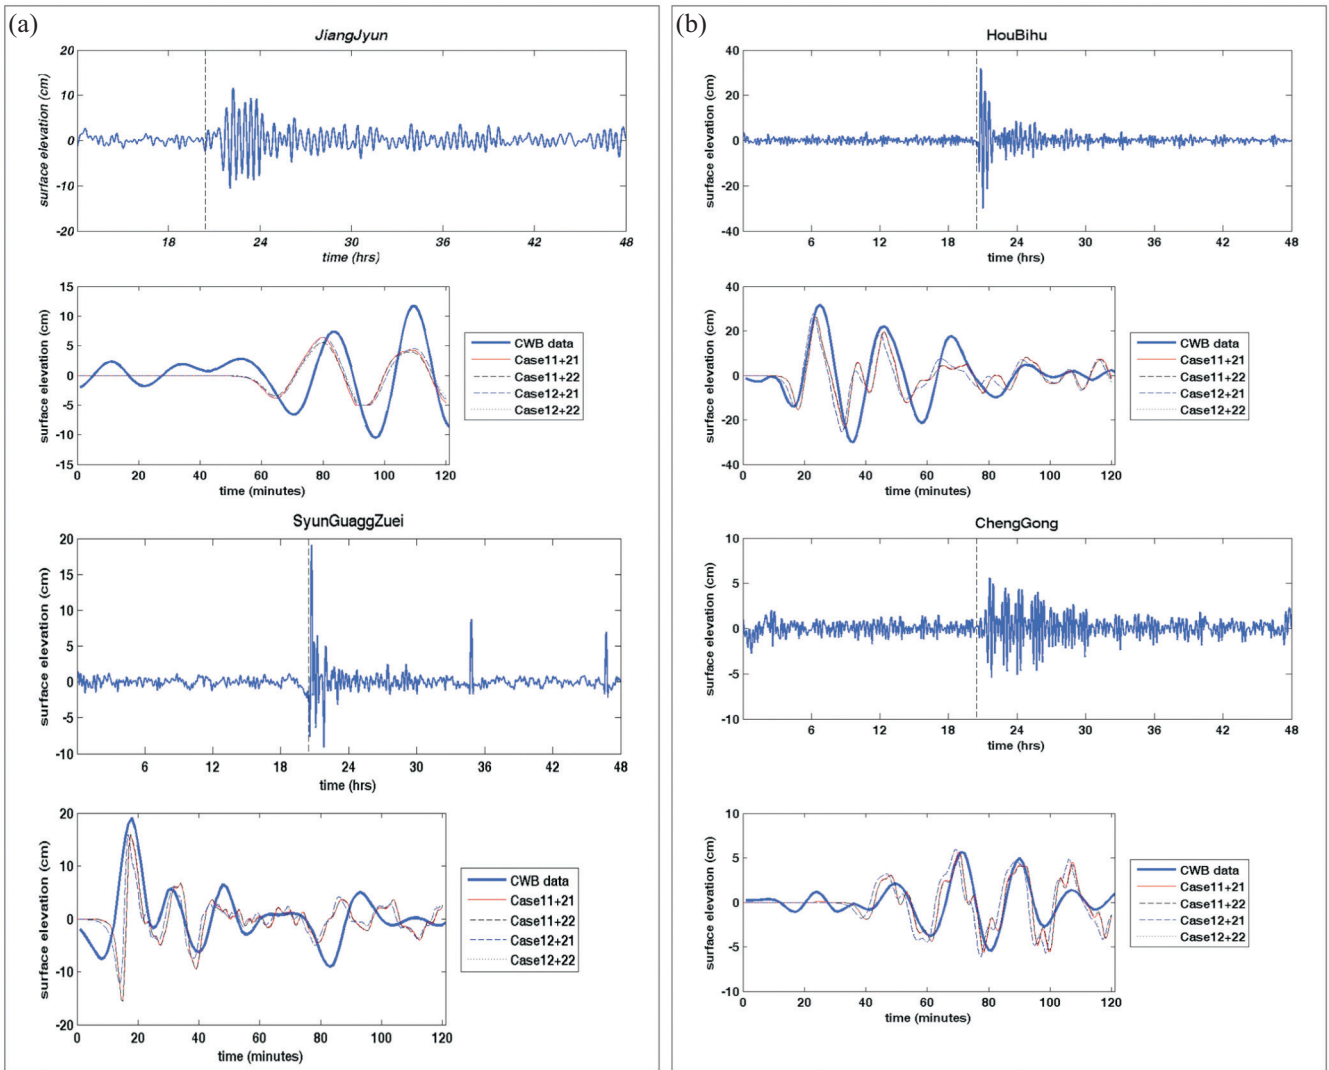 (a)
JiangJyun
surface elevation (cm)
20
10
0
-10
-20
18 24 30 36 42 48
time (hrs)
surface elevation (cm)
15
10
5
0
-5
-10
-15
0 20 40 60 80 100 120
time (minutes)
CWB data
Case11+21
Case11+22
Case12+21
Case12+22
SyunGuaggZuei
surface elevation (cm)
20
15
10
5
0
-5
-10
6 12 18 24 30 36 42 48
time (hrs)
surface elevation (cm)
20
10
0
-10
-20
0 20 40 60 80 100 120
time (minutes)
CWB data
Case11+21
Case11+22
Case12+21
Case12+22
(b)
HouBihu
surface elevation (cm)
40
20
0
-20
-40
6 12 18 24 30 36 42 48
time (hrs)
surface elevation (cm)
40
20
0
-20
-40
0 20 40 60 80 100 120
time (minutes)
CWB data
Case11+21
Case11+22
Case12+21
Case12+22
ChengGong
surface elevation (cm)
10
5
0
-5
-10
6 12 18 24 30 36 42 48
time (hrs)
surface elevation (cm)
10
5
0
-5
-10
0 20 40 60 80 100 120
time (minutes)
CWB data
Case11+21
Case11+22
Case12+21
Case12+22